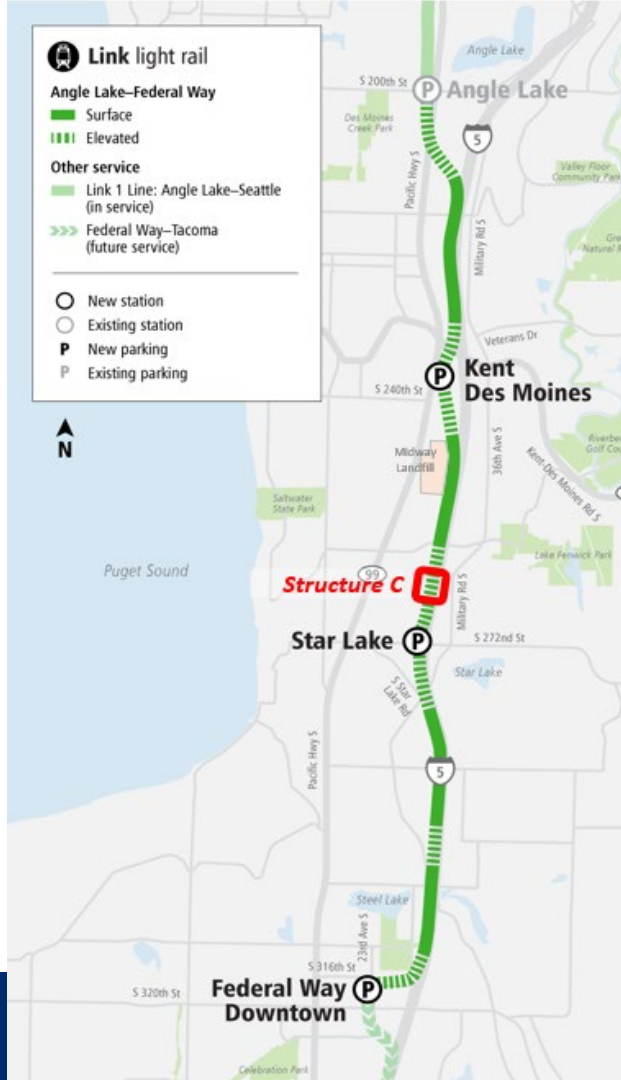 Link light rail
Angle Lake–Federal Way
Surface
Elevated
Other service
Link 1 Line: Angle Lake–Seattle
(in service)
Federal Way–Tacoma
(future service)
New station
Existing station
P New parking
P Existing parking
N
Angle Lake
S 200th St
P Angle Lake
Des Moines
Creek Park
5
Pacific Hwy S
Valley Floor
Community Park
Military Rd S
Veterans Dr
P Kent
Des Moines
S 240th St
Midway
Landfill
36th Ave S
Kent-Des Moines Rd S
Saltwater
State Park
Lake Fenwick Park
Puget Sound
99
Structure C
Military Rd S
Star Lake P
S 272nd St
Star Lake
S Star
Lake Rd
Pacific Hwy S
5
Steel Lake
23rd Ave S
S 316th St
S 320th St
Federal Way P
Downtown
Celebration Park